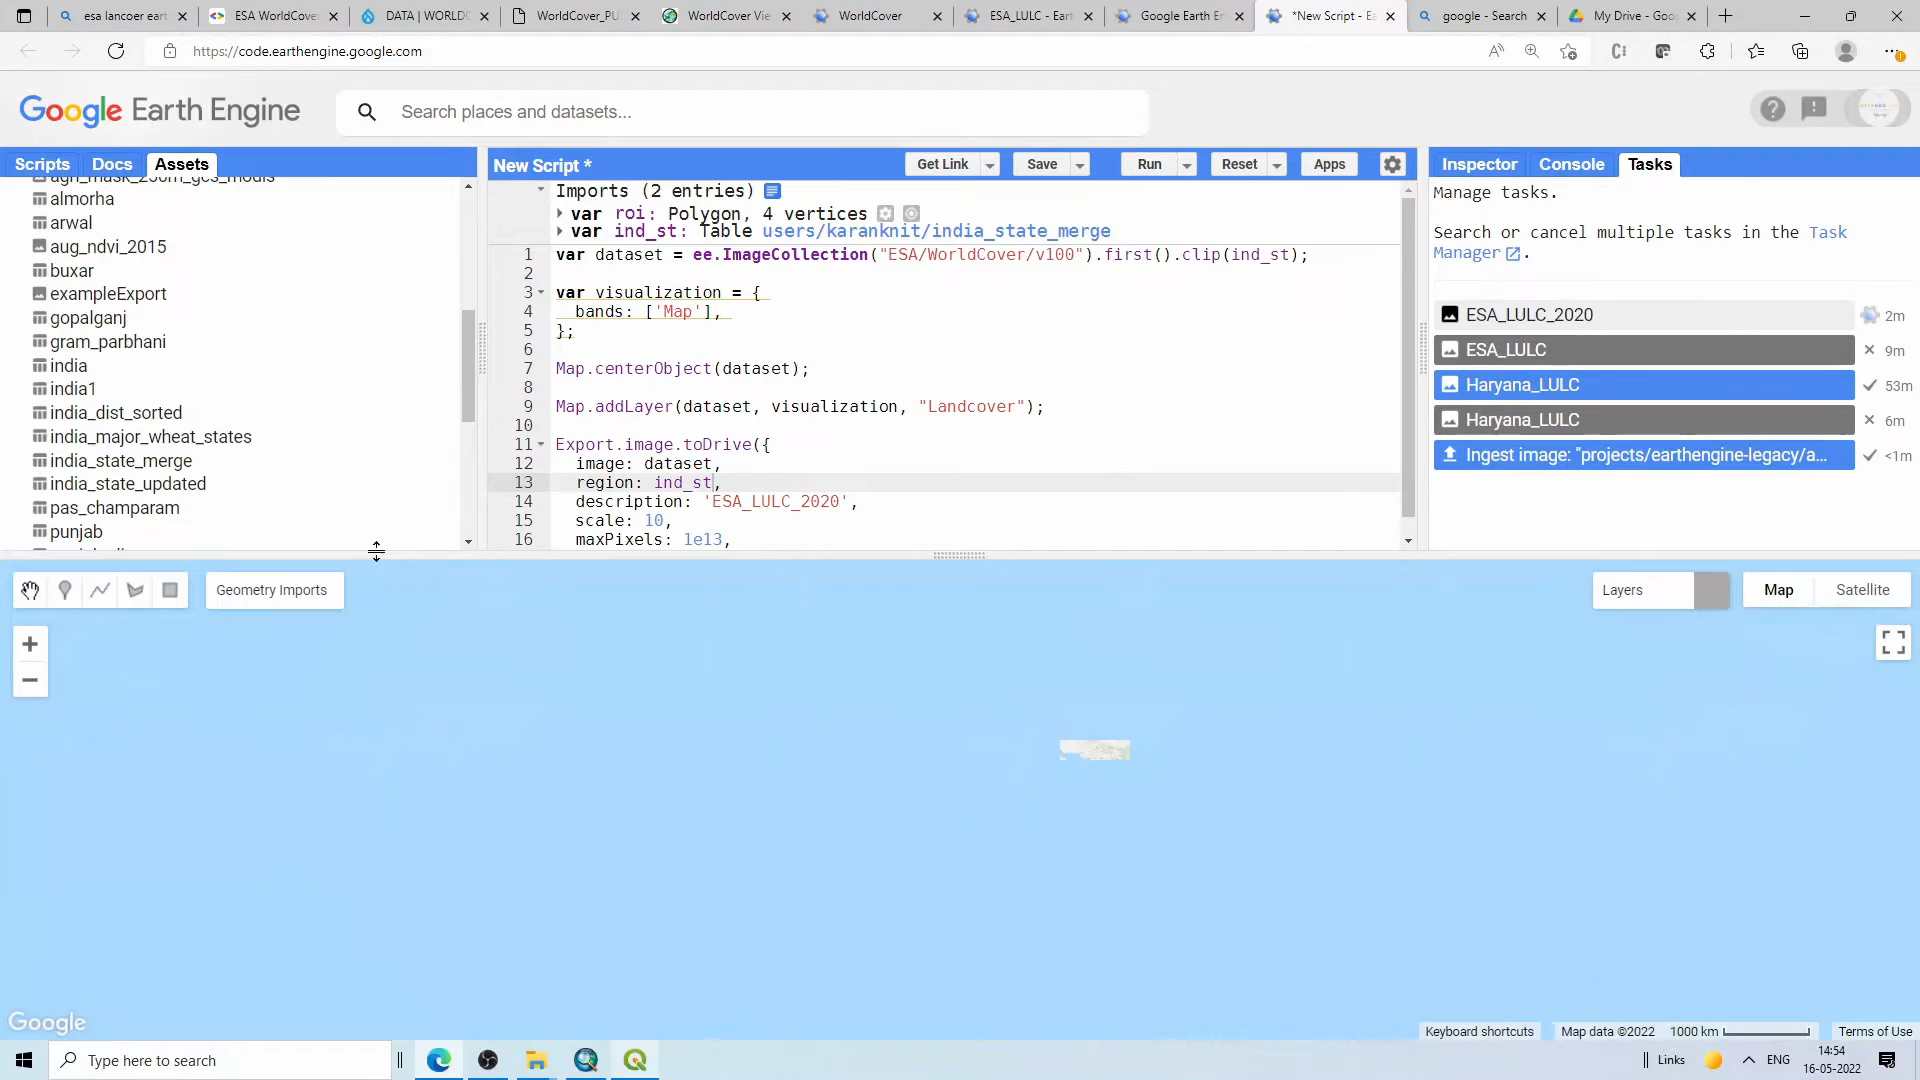 esa lancoer eart
ESA WorldCove
DATA | WORLDC
WorldCover_PU
WorldCover Vie
WorldCover
ESA_LULC - Eart
Google Earth E
*New Script - Ea
google - Search
My Drive - Goo
https://code.earthengine.google.com
Google Earth Engine
Search places and datasets...
Scripts
Docs
Assets
almorha
arwal
aug_ndvi_2015
buxar
exampleExport
gopalganj
gram_parbhani
india
india1
india_dist_sorted
india_major_wheat_states
india_state_merge
india_state_updated
pas_champaram
punjab
New Script *
Get Link
Save
Run
Reset
Apps
Imports (2 entries)
var roi: Polygon, 4 vertices
var ind_st: Table users/karanknit/india_state_merge
1 var dataset = ee.ImageCollection("ESA/WorldCover/v100").first().clip(ind_st);
2
3 var visualization = {
4 bands: ['Map'],
5 };
6
7 Map.centerObject(dataset);
8
9 Map.addLayer(dataset, visualization, "Landcover");
10
11 Export.image.toDrive({
12 image: dataset,
13 region: ind_st,
14 description: 'ESA_LULC_2020',
15 scale: 10,
16 maxPixels: 1e13,
Inspector
Console
Tasks
Manage tasks.
Search or cancel multiple tasks in the Task
Manager .
ESA_LULC_2020 2m
ESA_LULC 9m
Haryana_LULC 53m
Haryana_LULC 6m
Ingest image: "projects/earthengine-legacy/a... <1m
Geometry Imports
Layers
Map
Satellite
+
−
Google
Keyboard shortcuts
Map data ©2022
1000 km
Terms of Use
Type here to search
Links
ENG
14:54
16-05-2022